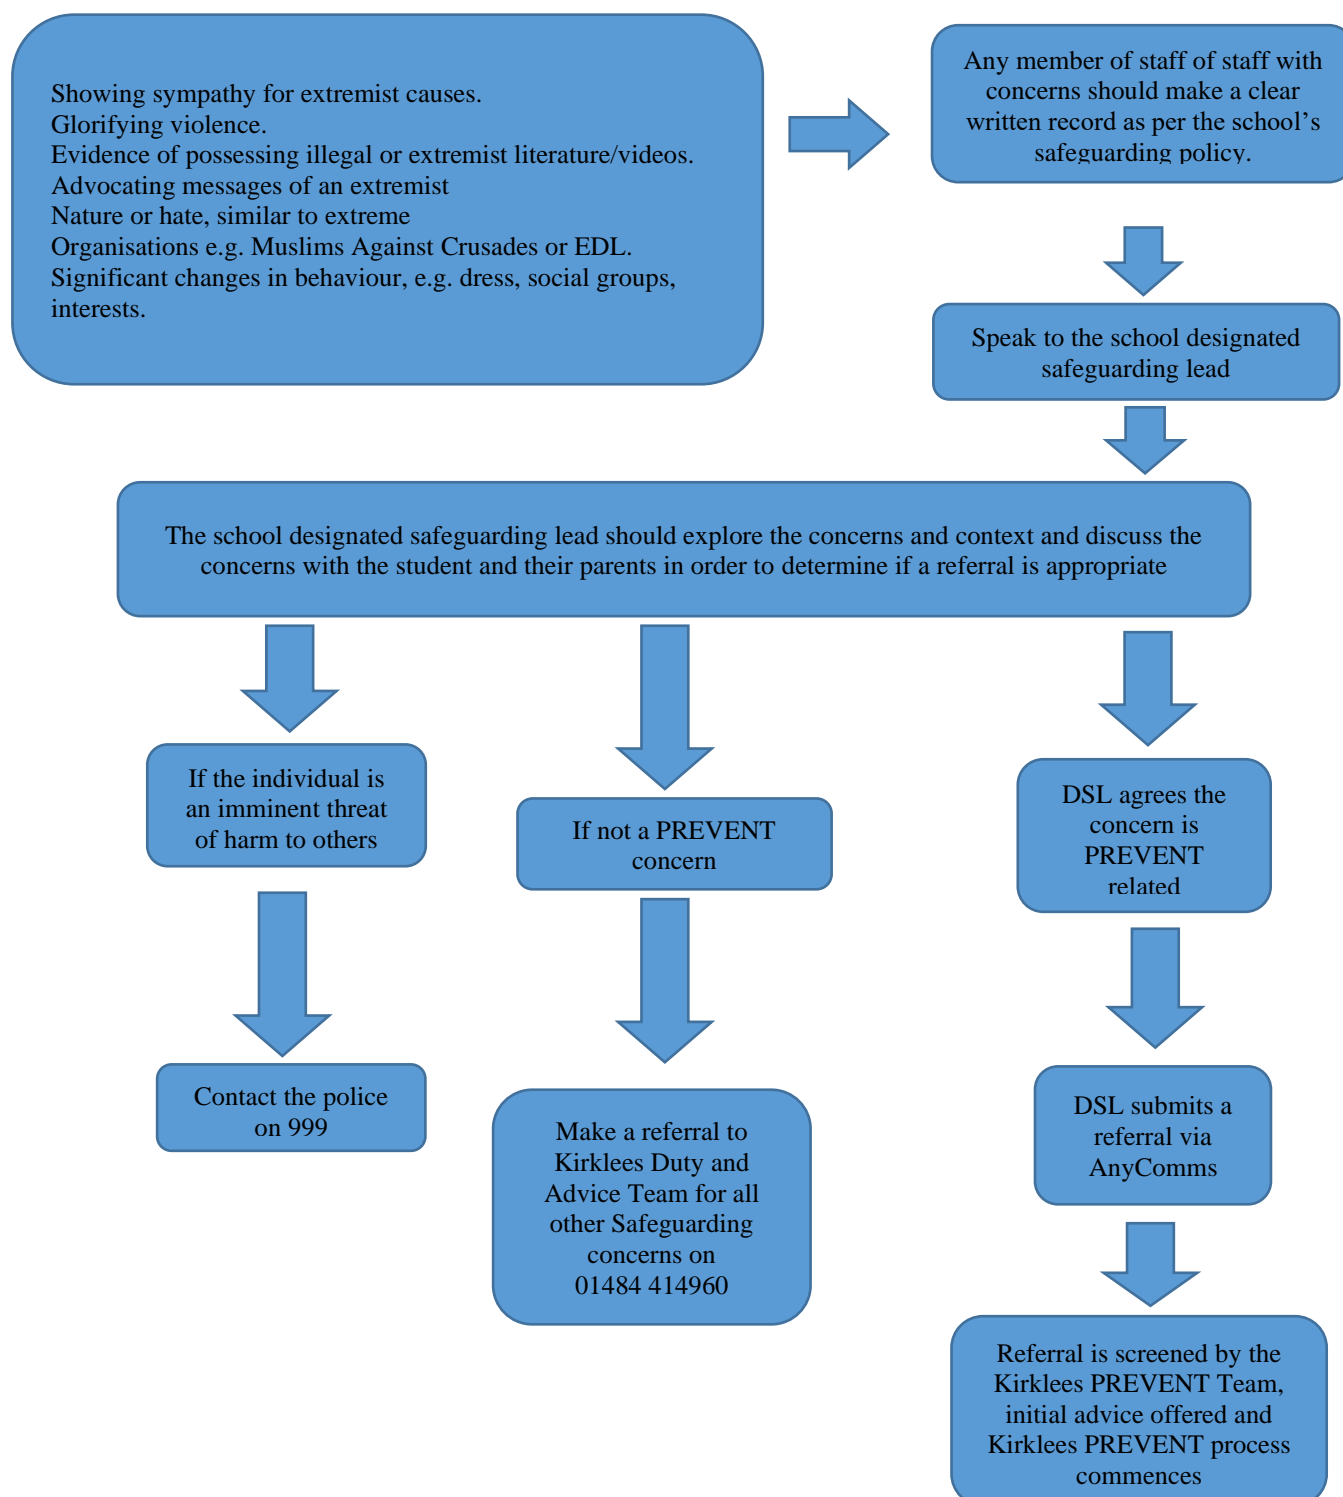 Showing sympathy for extremist causes.
Glorifying violence.
Evidence of possessing illegal or extremist literature/videos.
Advocating messages of an extremist
Nature or hate, similar to extreme
Organisations e.g. Muslims Against Crusades or EDL.
Significant changes in behaviour, e.g. dress, social groups,
interests.
Any member of staff of staff with
concerns should make a clear
written record as per the school’s
safeguarding policy.
Speak to the school designated
safeguarding lead
The school designated safeguarding lead should explore the concerns and context and discuss the
concerns with the student and their parents in order to determine if a referral is appropriate
If the individual is
an imminent threat
of harm to others
Contact the police
on 999
If not a PREVENT
concern
Make a referral to
Kirklees Duty and
Advice Team for all
other Safeguarding
concerns on
01484 414960
DSL agrees the
concern is
PREVENT
related
DSL submits a
referral via
AnyComms
Referral is screened by the
Kirklees PREVENT Team,
initial advice offered and
Kirklees PREVENT process
commences